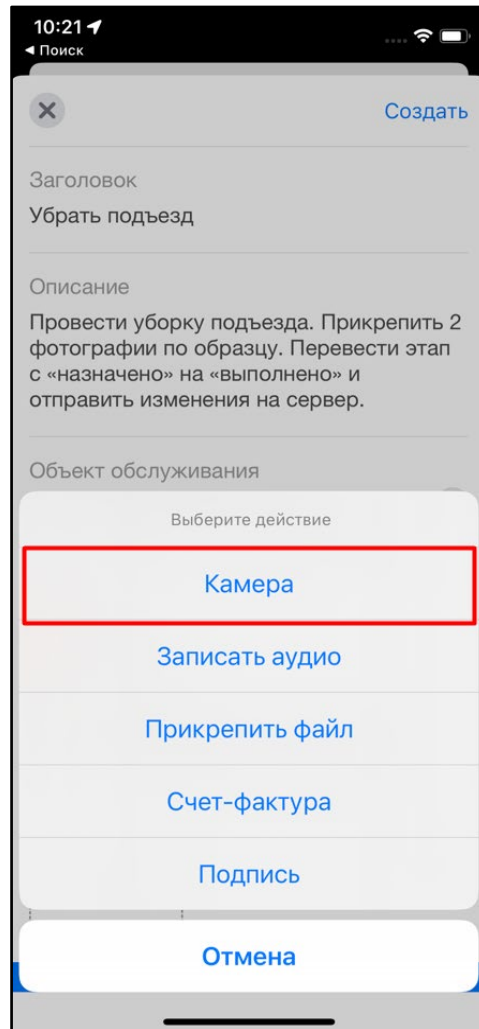 10:21
◀ Поиск
Создать
Заголовок
Убрать подъезд
Описание
Провести уборку подъезда. Прикрепить 2
фотографии по образцу. Перевести этап
с «назначено» на «выполнено» и
отправить изменения на сервер.
Объект обслуживания
Выберите действие
Камера
Записать аудио
Прикрепить файл
Счет-фактура
Подпись
Отмена